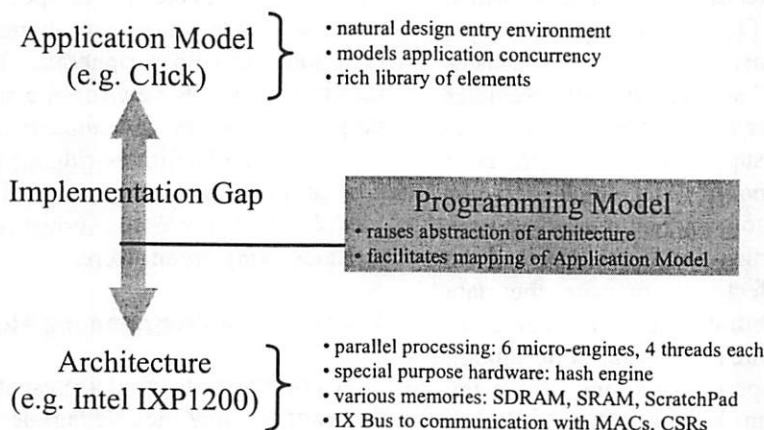 Application Model
(e.g. Click)
• natural design entry environment
• models application concurrency
• rich library of elements
Implementation Gap
Programming Model
• raises abstraction of architecture
• facilitates mapping of Application Model
Architecture
(e.g. Intel IXP1200)
• parallel processing: 6 micro-engines, 4 threads each
• special purpose hardware: hash engine
• various memories: SDRAM, SRAM, ScratchPad
• IX Bus to communication with MACs, CSRs